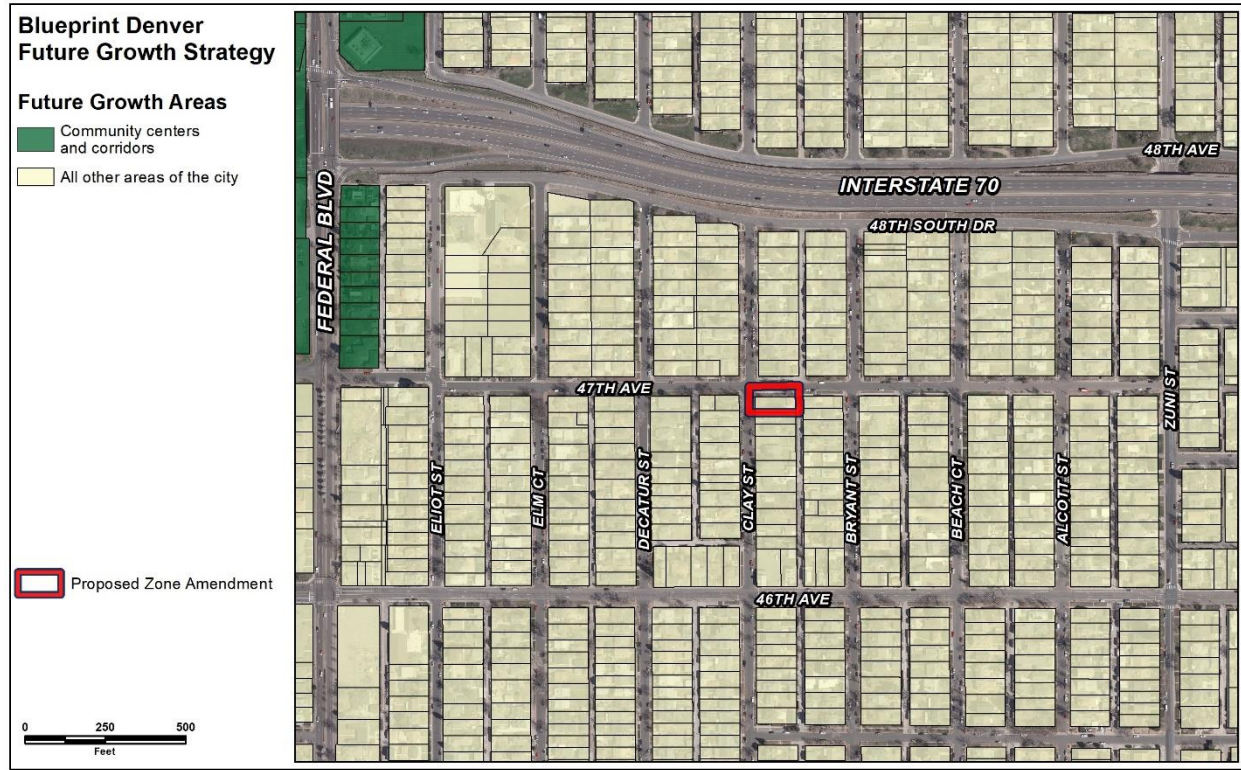 Blueprint Denver
Future Growth Strategy
Future Growth Areas
Community centers
and corridors
All other areas of the city
Proposed Zone Amendment
0 250 500
Feet
48TH AVE
INTERSTATE 70
48TH SOUTH DR
FEDERAL BLVD
47TH AVE
ZUNI ST
ELIOT ST
ELM CT
DECATUR ST
CLAY ST
BRYANT ST
BEACH CT
ALCOTT ST
46TH AVE